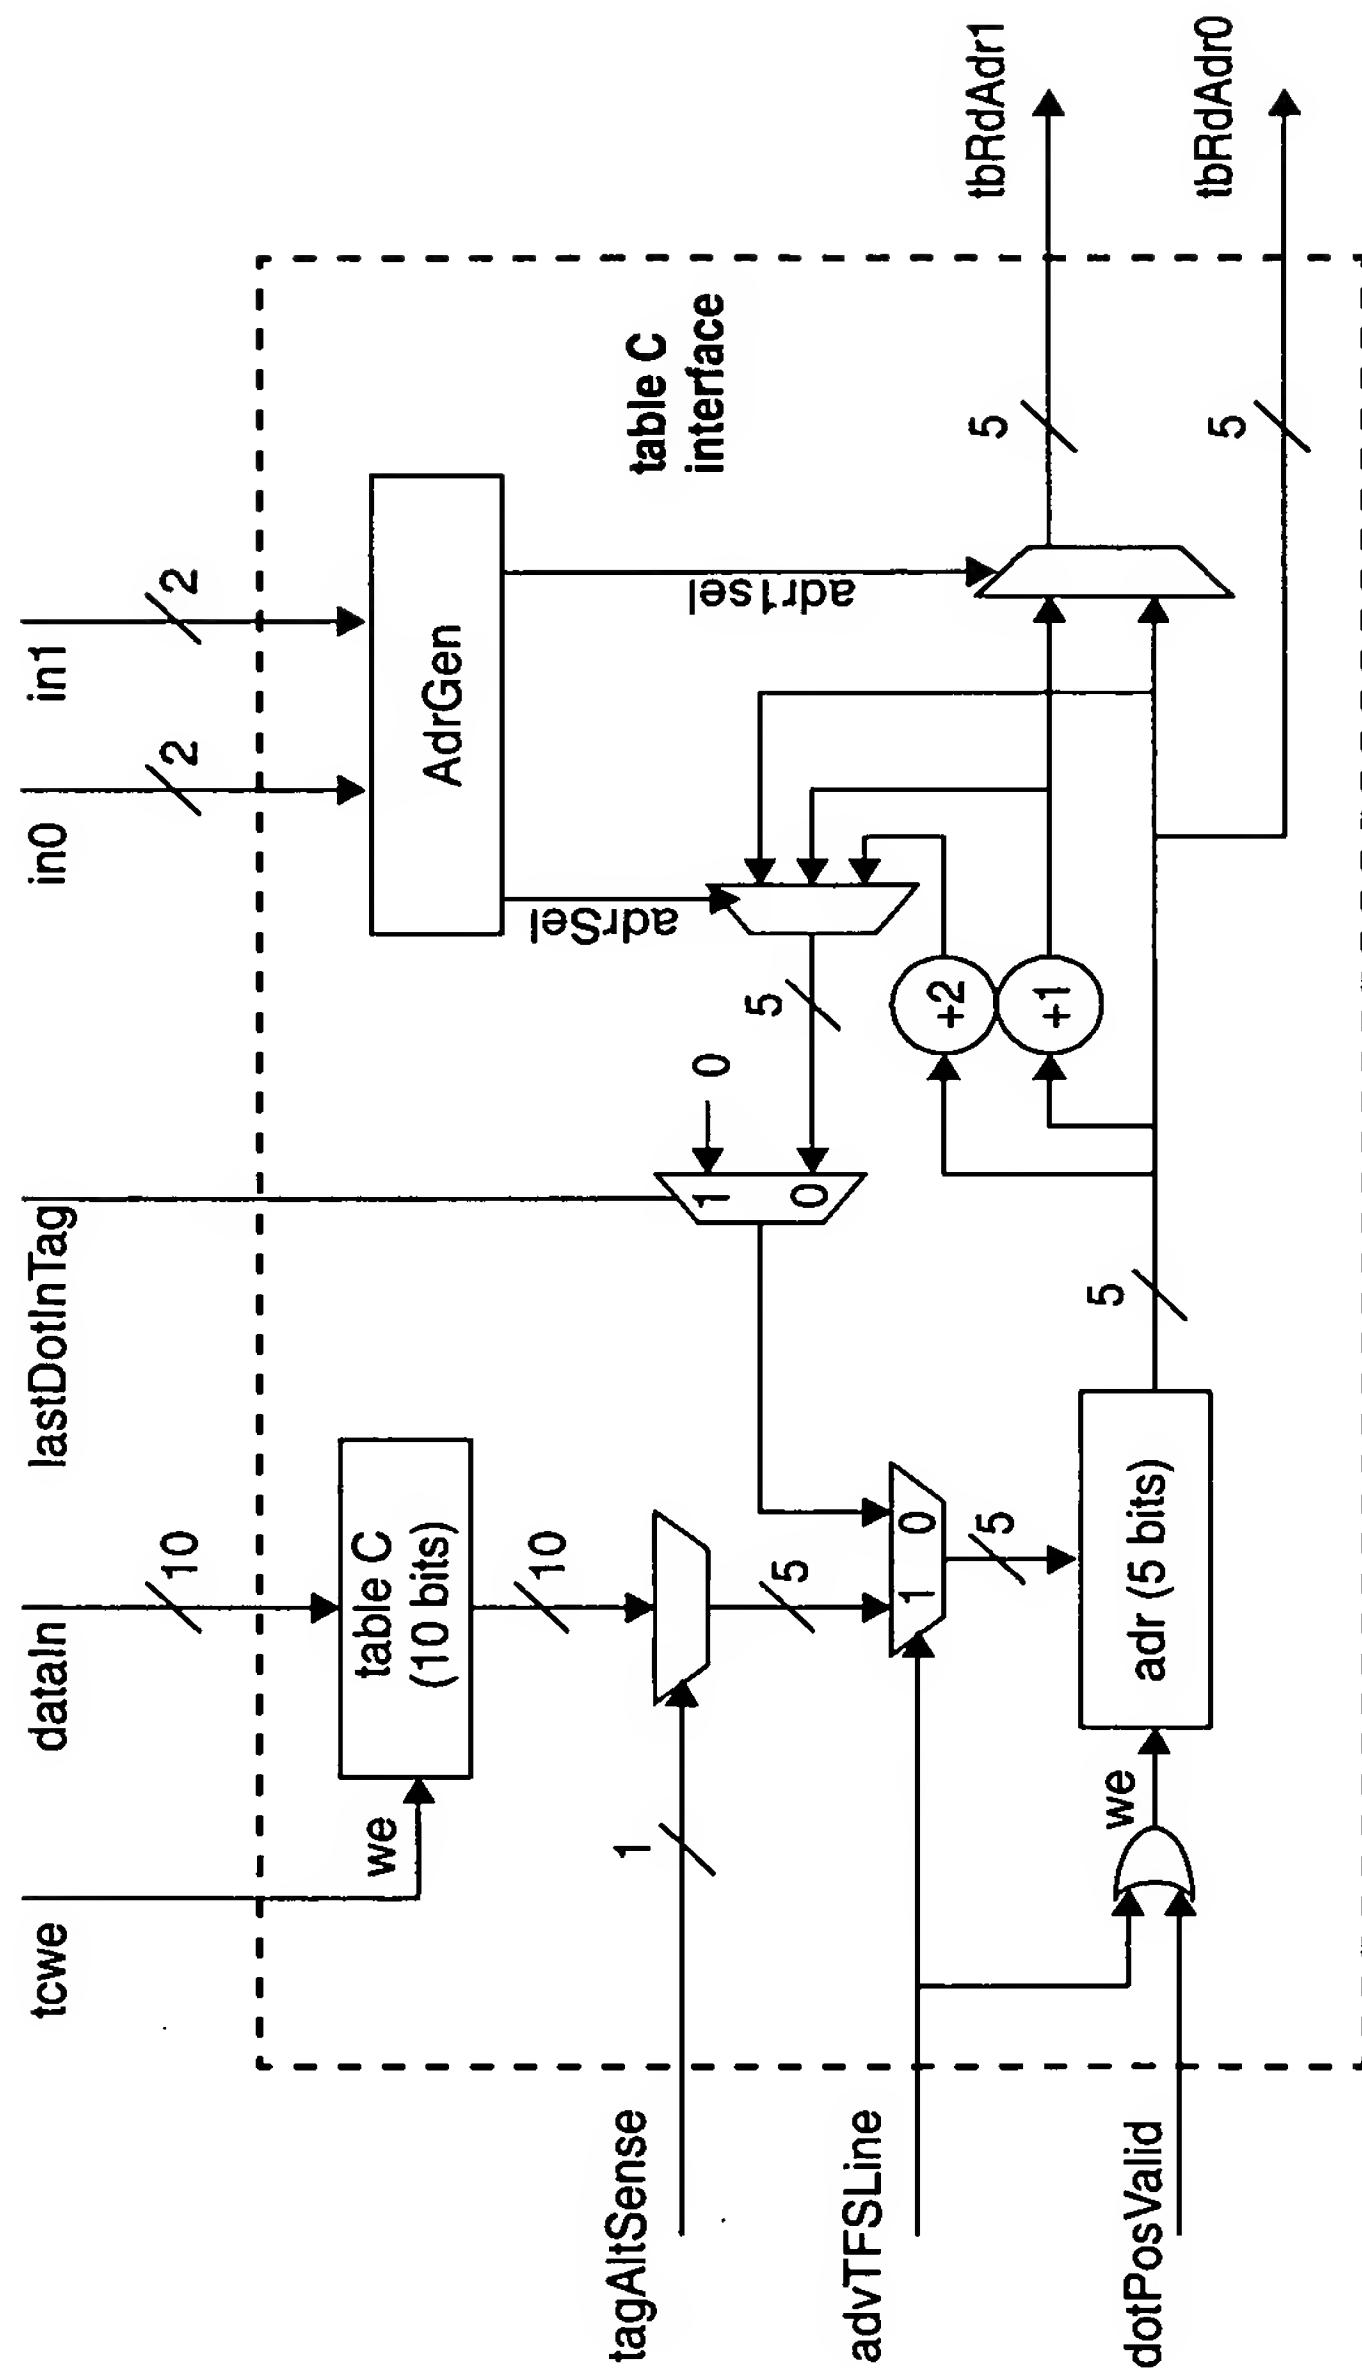 tcwe
dataIn
lastDotInTag
in0
in1
10
2
2
we
table C
(10 bits)
AdrGen
10
adrSel
adr1sel
table C
interface
tagAltSense
1
5
1
0
0
5
+2
+1
advTFSLine
1
0
5
dotPosValid
we
adr (5 bits)
5
5
tbRdAdr1
5
tbRdAdr0